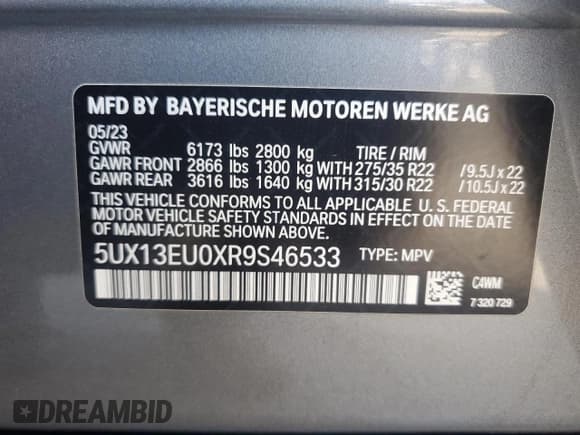 MFD BY BAYERISCHE MOTOREN WERKE AG
05/23
GVWR 6173 lbs 2800 kg TIRE / RIM
GAWR FRONT 2866 lbs 1300 kg WITH 275/35 R22 /9.5J x 22
GAWR REAR 3616 lbs 1640 kg WITH 315/30 R22 /10.5J x 22
THIS VEHICLE CONFORMS TO ALL APPLICABLE U. S. FEDERAL
MOTOR VEHICLE SAFETY STANDARDS IN EFFECT ON THE DATE
OF MANUFACTURE SHOWN ABOVE.
5UX13EU0XR9S46533 TYPE: MPV
C4WM
7 320 729
DREAMBID